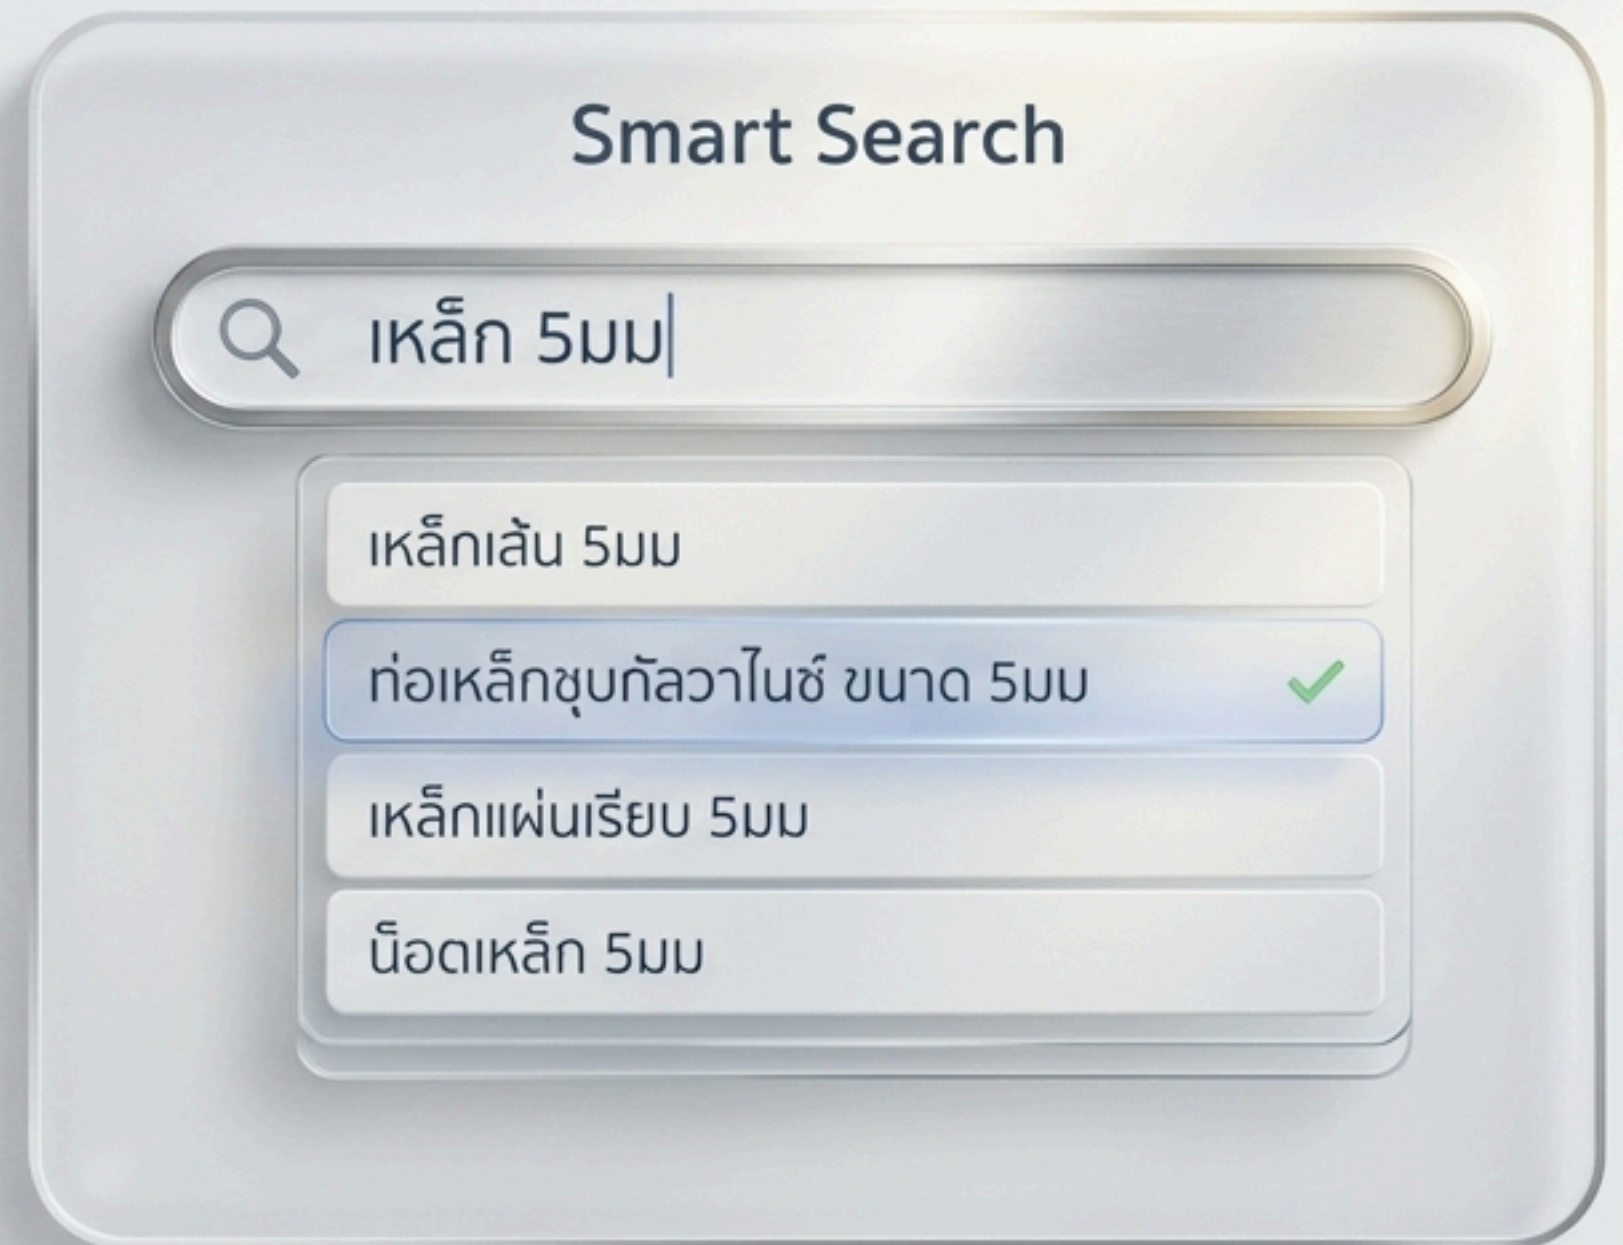 Smart Search
เหล็ก 5มม
เหล็กเส้น 5มม
ท่อเหล็กชุบกัลวาไนซ์ ขนาด 5มม
เหล็กแผ่นเรียบ 5มม
น็อตเหล็ก 5มม